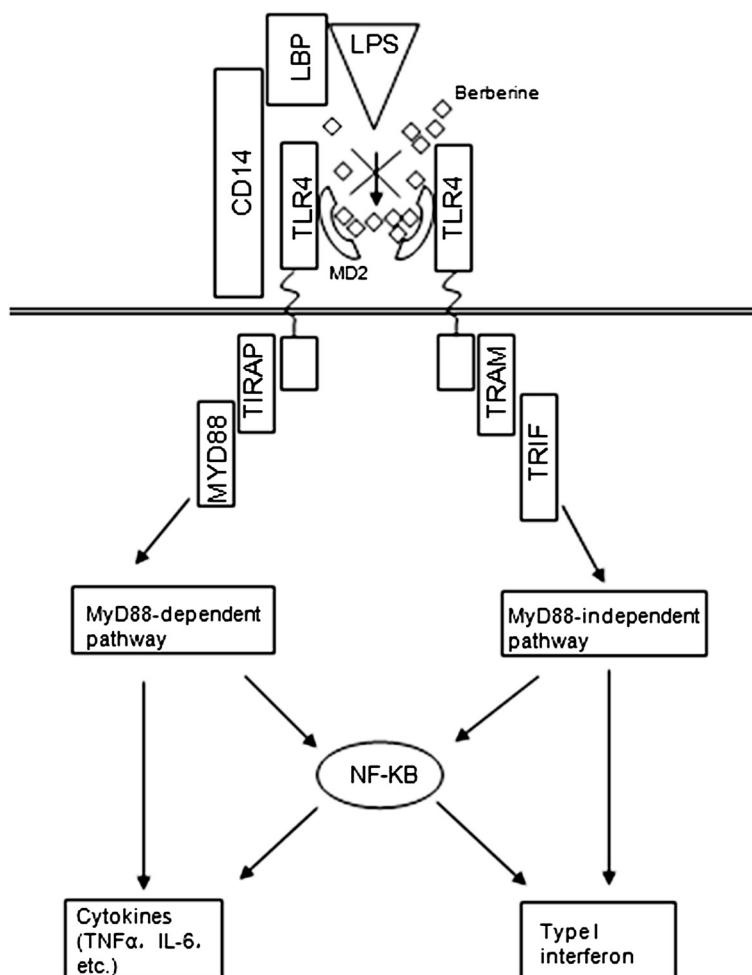 LBP
LPS
Berberine
CD14
TLR4
TLR4
MD2
TIRAP
TRAM
MYD88
TRIF
MyD88-dependent
pathway
MyD88-independent
pathway
NF-KB
Cytokines
(TNFα, IL-6,
etc.)
Type I
interferon